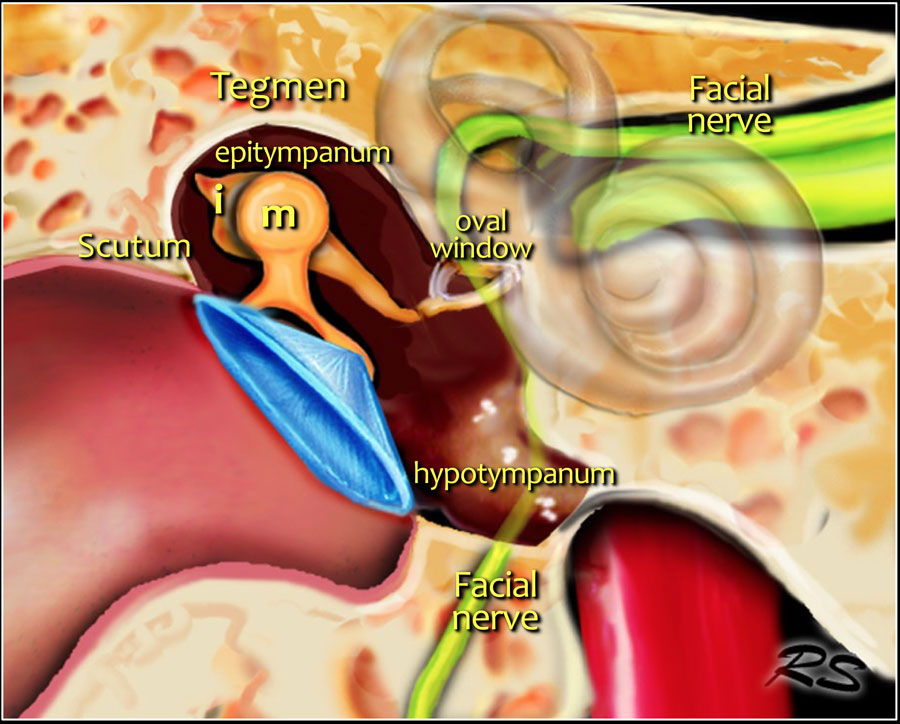 Tegmen
Facial
nerve
epitympanum
i
m
Scutum
oval
window
hypotympanum
Facial
nerve
RS